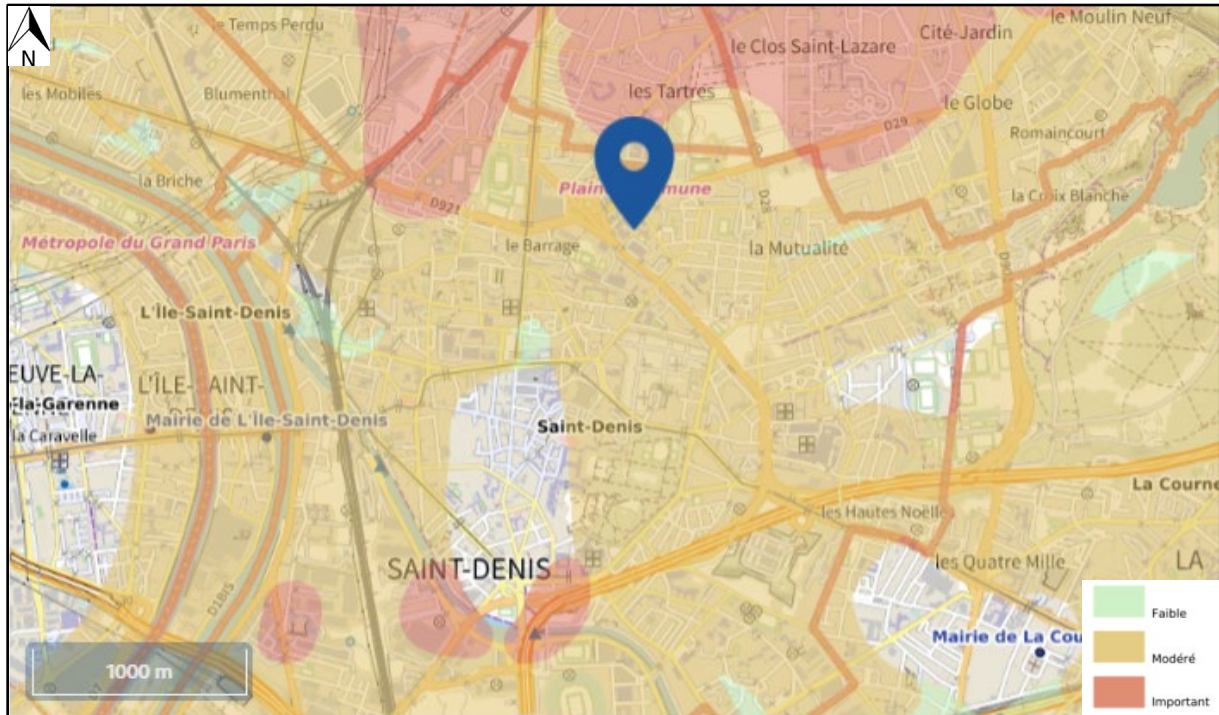 N
le Temps Perdu
le Clos Saint-Lazare
Cité-Jardin
le Moulin Neuf
les Mobiles
Blumenthal
les Tartres
le Globe
D29
Romaincourt
la Briche
D921
D28
la Croix Blanche
Métropole du Grand Paris
le Barrage
la Mutualité
L'Île-Saint-Denis
EUVE-LA-
L'ÎLE-SAINT-
la-Garenne
Mairie de L'Île-Saint-Denis
la Caravelle
Saint-Denis
La Courne
les Hautes Noëlle
SAINT-DENIS
les Quatre Mille
LA
D1BIS
Mairie de La Cou
1000 m
Faible
Modéré
Important